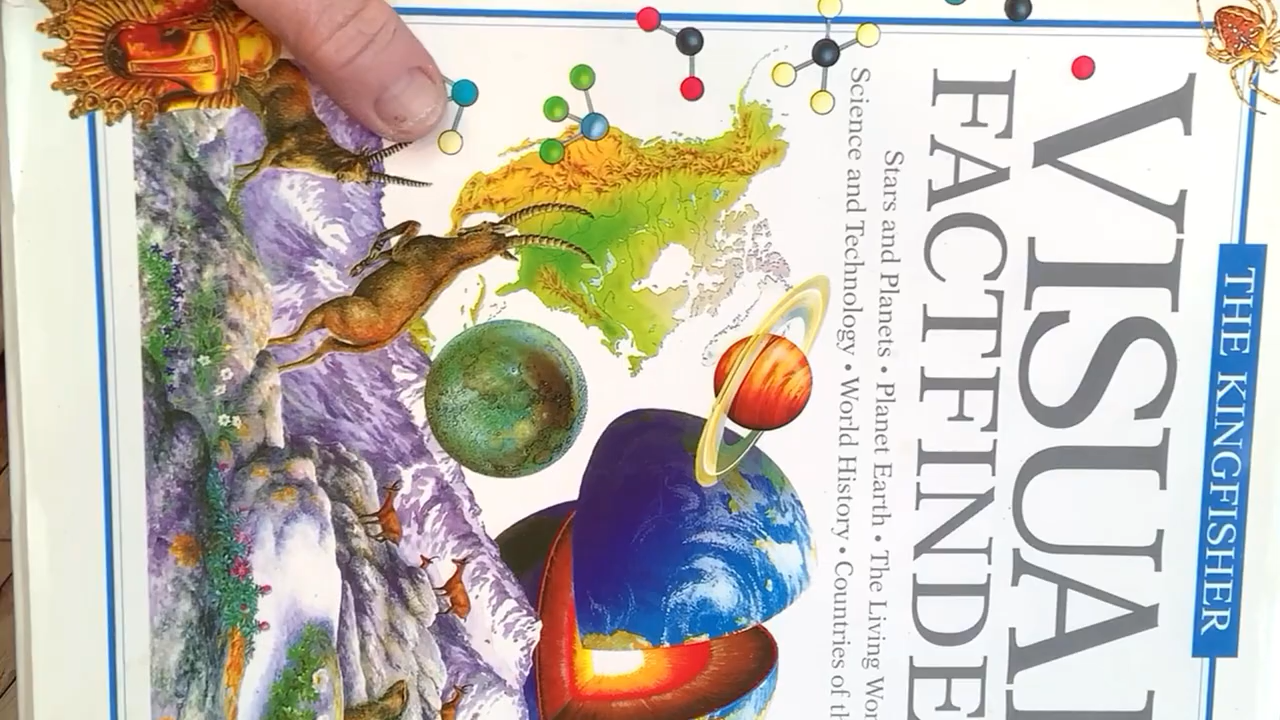 THE KINGFISHER
VISUAL
FACTFINDE
Stars and Planets • Planet Earth • The Living Wor
Science and Technology • World History • Countries of th